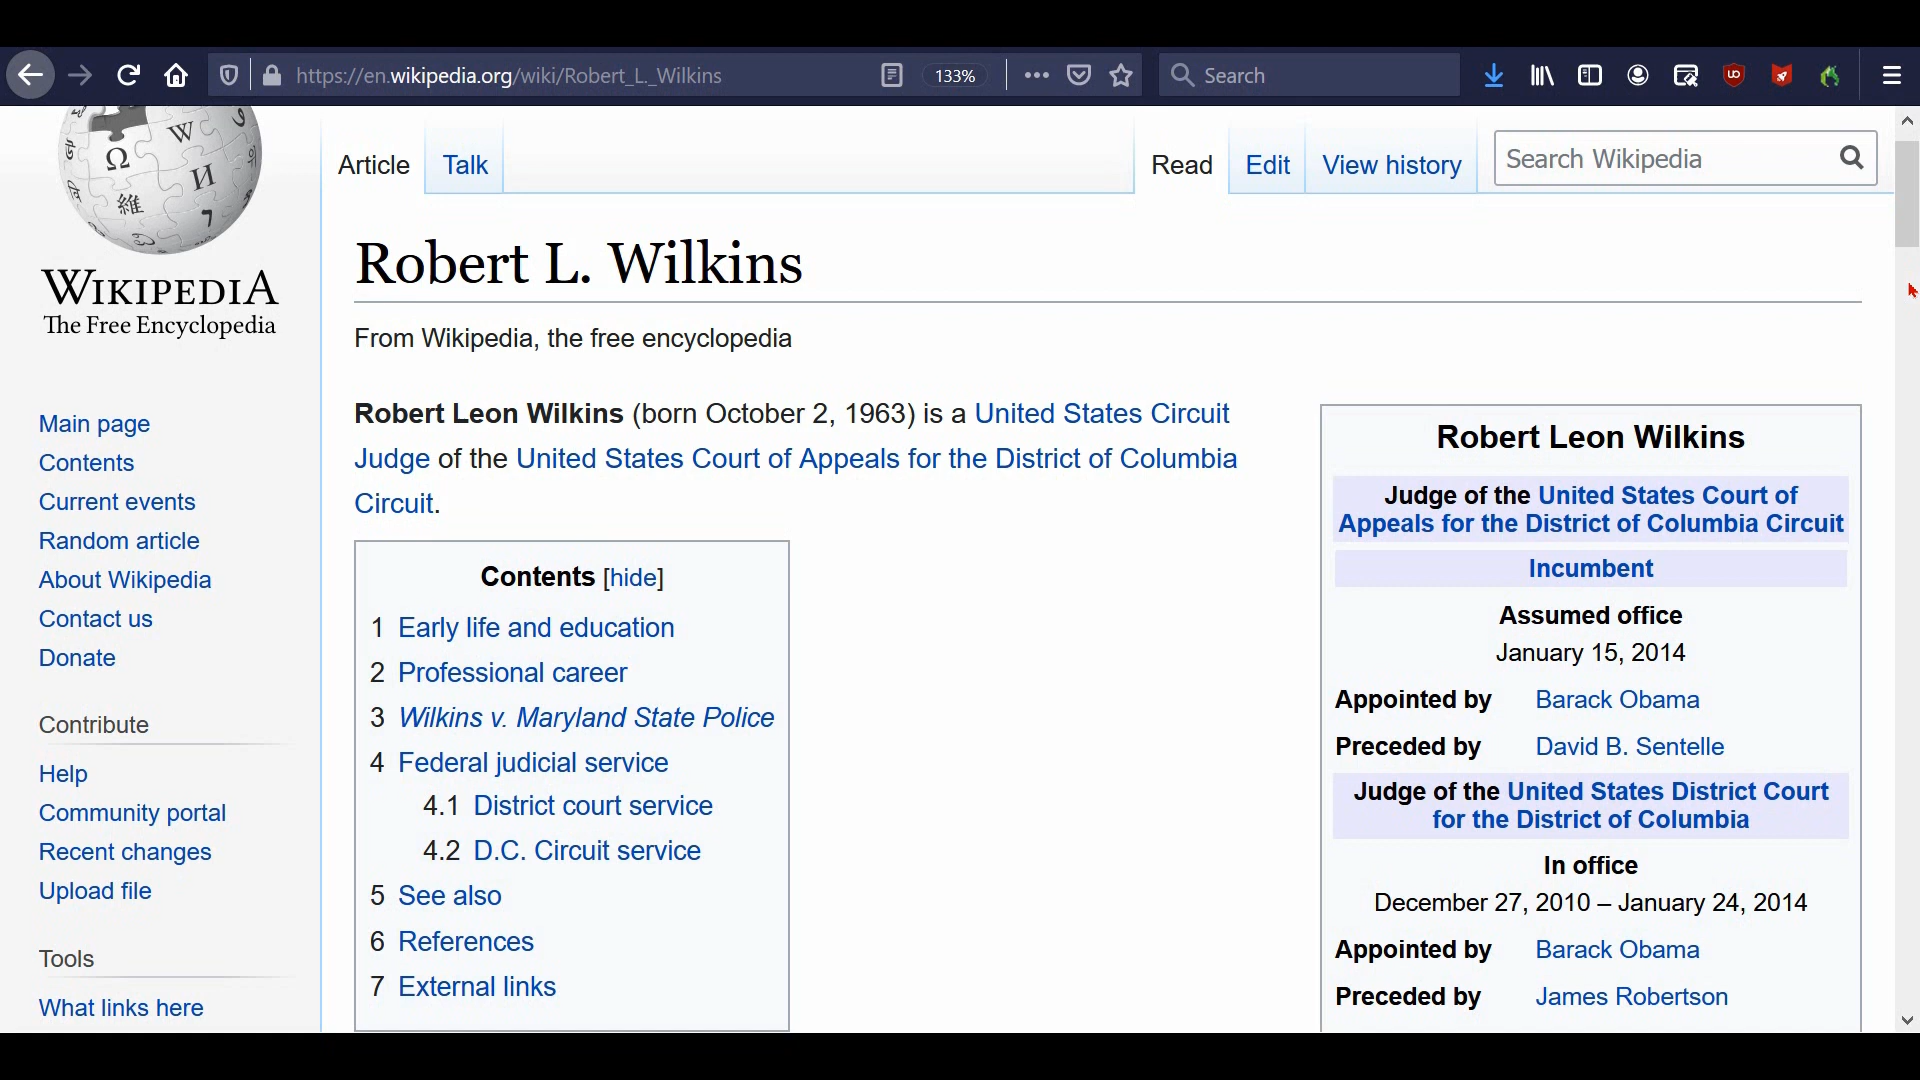 https://en.wikipedia.org/wiki/Robert_L._Wilkins
133%
Search
Article
Talk
Read
Edit
View history
Search Wikipedia
WIKIPEDIA
The Free Encyclopedia
Main page
Contents
Current events
Random article
About Wikipedia
Contact us
Donate
Contribute
Help
Community portal
Recent changes
Upload file
Tools
What links here
Robert L. Wilkins
From Wikipedia, the free encyclopedia
Robert Leon Wilkins (born October 2, 1963) is a United States Circuit
Judge of the United States Court of Appeals for the District of Columbia
Circuit.
Contents [hide]
1 Early life and education
2 Professional career
3 Wilkins v. Maryland State Police
4 Federal judicial service
4.1 District court service
4.2 D.C. Circuit service
5 See also
6 References
7 External links
Robert Leon Wilkins
Judge of the United States Court of
Appeals for the District of Columbia Circuit
Incumbent
Assumed office
January 15, 2014
Appointed by Barack Obama
Preceded by David B. Sentelle
Judge of the United States District Court
for the District of Columbia
In office
December 27, 2010 – January 24, 2014
Appointed by Barack Obama
Preceded by James Robertson